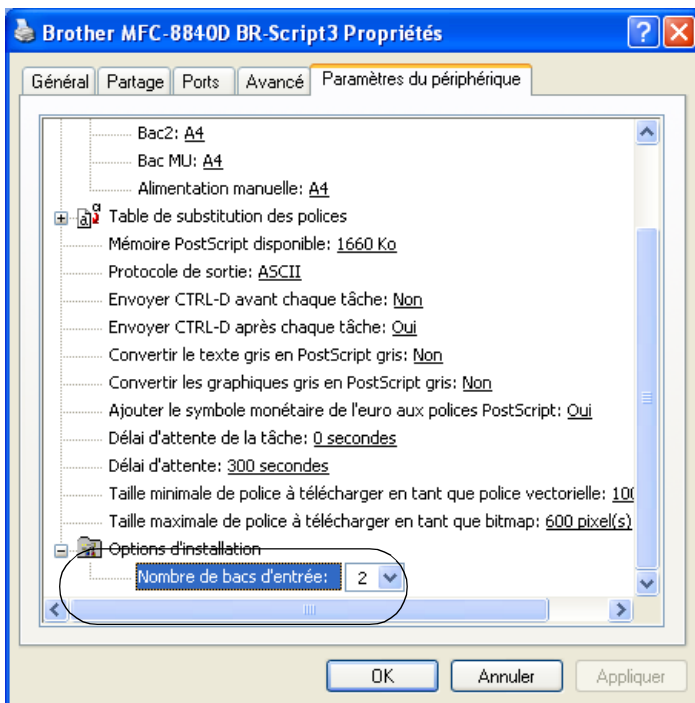 Brother MFC-8840D BR-Script3 Propriétés
Général Partage Ports Avancé Paramètres du périphérique
Bac2: A4
Bac MU: A4
Alimentation manuelle: A4
Table de substitution des polices
Mémoire PostScript disponible: 1660 Ko
Protocole de sortie: ASCII
Envoyer CTRL-D avant chaque tâche: Non
Envoyer CTRL-D après chaque tâche: Oui
Convertir le texte gris en PostScript gris: Non
Convertir les graphiques gris en PostScript gris: Non
Ajouter le symbole monétaire de l'euro aux polices PostScript: Oui
Délai d'attente de la tâche: 0 secondes
Délai d'attente: 300 secondes
Taille minimale de police à télécharger en tant que police vectorielle:
Taille maximale de police à télécharger en tant que bitmap: 600 pixel(s)
Options d'installation
Nombre de bacs d'entrée: 2
OK Annuler Appliquer